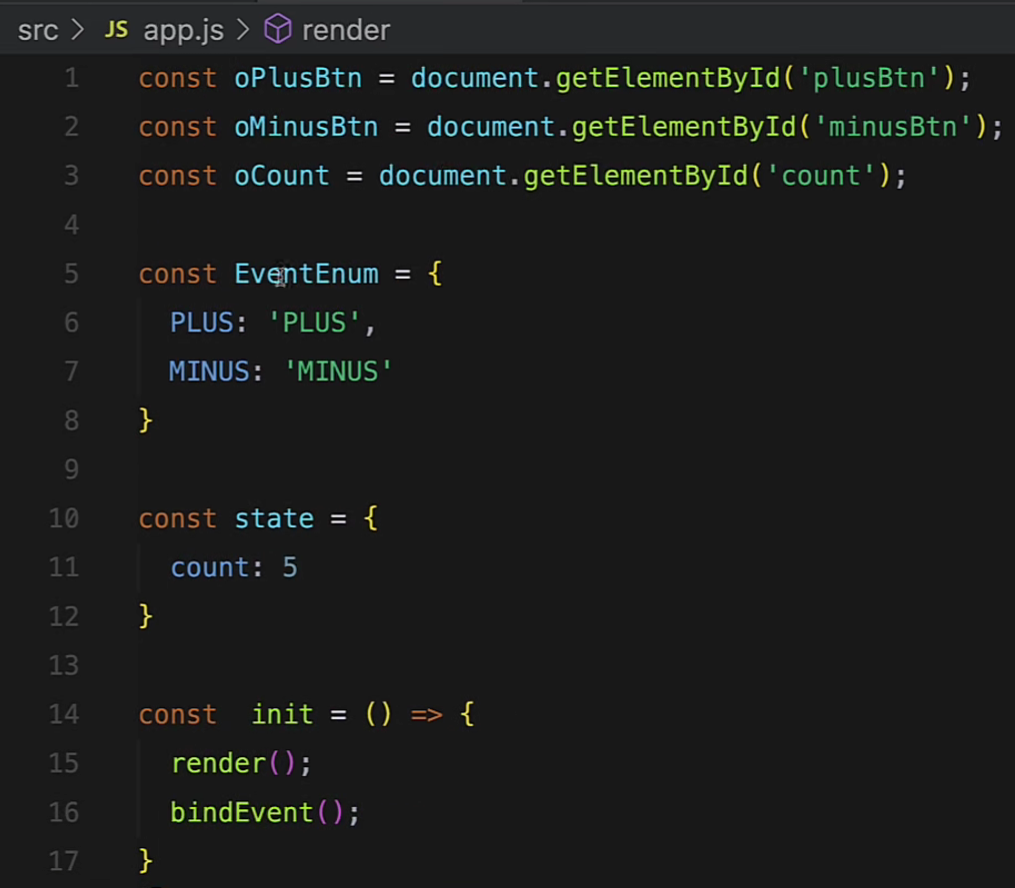 src > JS app.js > render
1 const oPlusBtn = document.getElementById('plusBtn');
2 const oMinusBtn = document.getElementById('minusBtn');
3 const oCount = document.getElementById('count');
4
5 const EventEnum = {
6   PLUS: 'PLUS',
7   MINUS: 'MINUS'
8 }
9
10 const state = {
11   count: 5
12 }
13
14 const  init = () => {
15   render();
16   bindEvent();
17 }